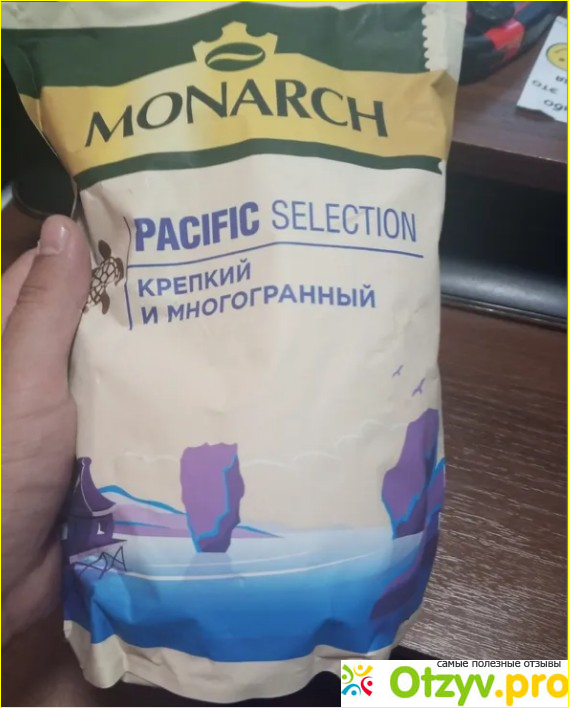 MONARCH
PACIFIC SELECTION
КРЕПКИЙ
И МНОГОГРАННЫЙ
самые полезные отзывы
Otzyv.pro